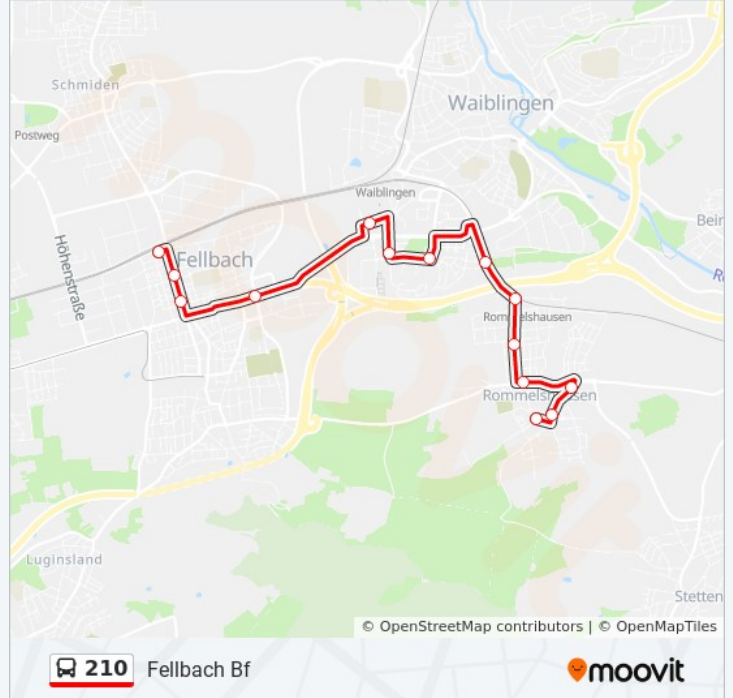 Schmiden
Waiblingen
Postweg
Waiblingen
Höhenstraße
Fellbach
Rommelshausen
Stetten
Luginsland
© OpenStreetMap contributors | © OpenMapTiles
210 Fellbach Bf
moovit